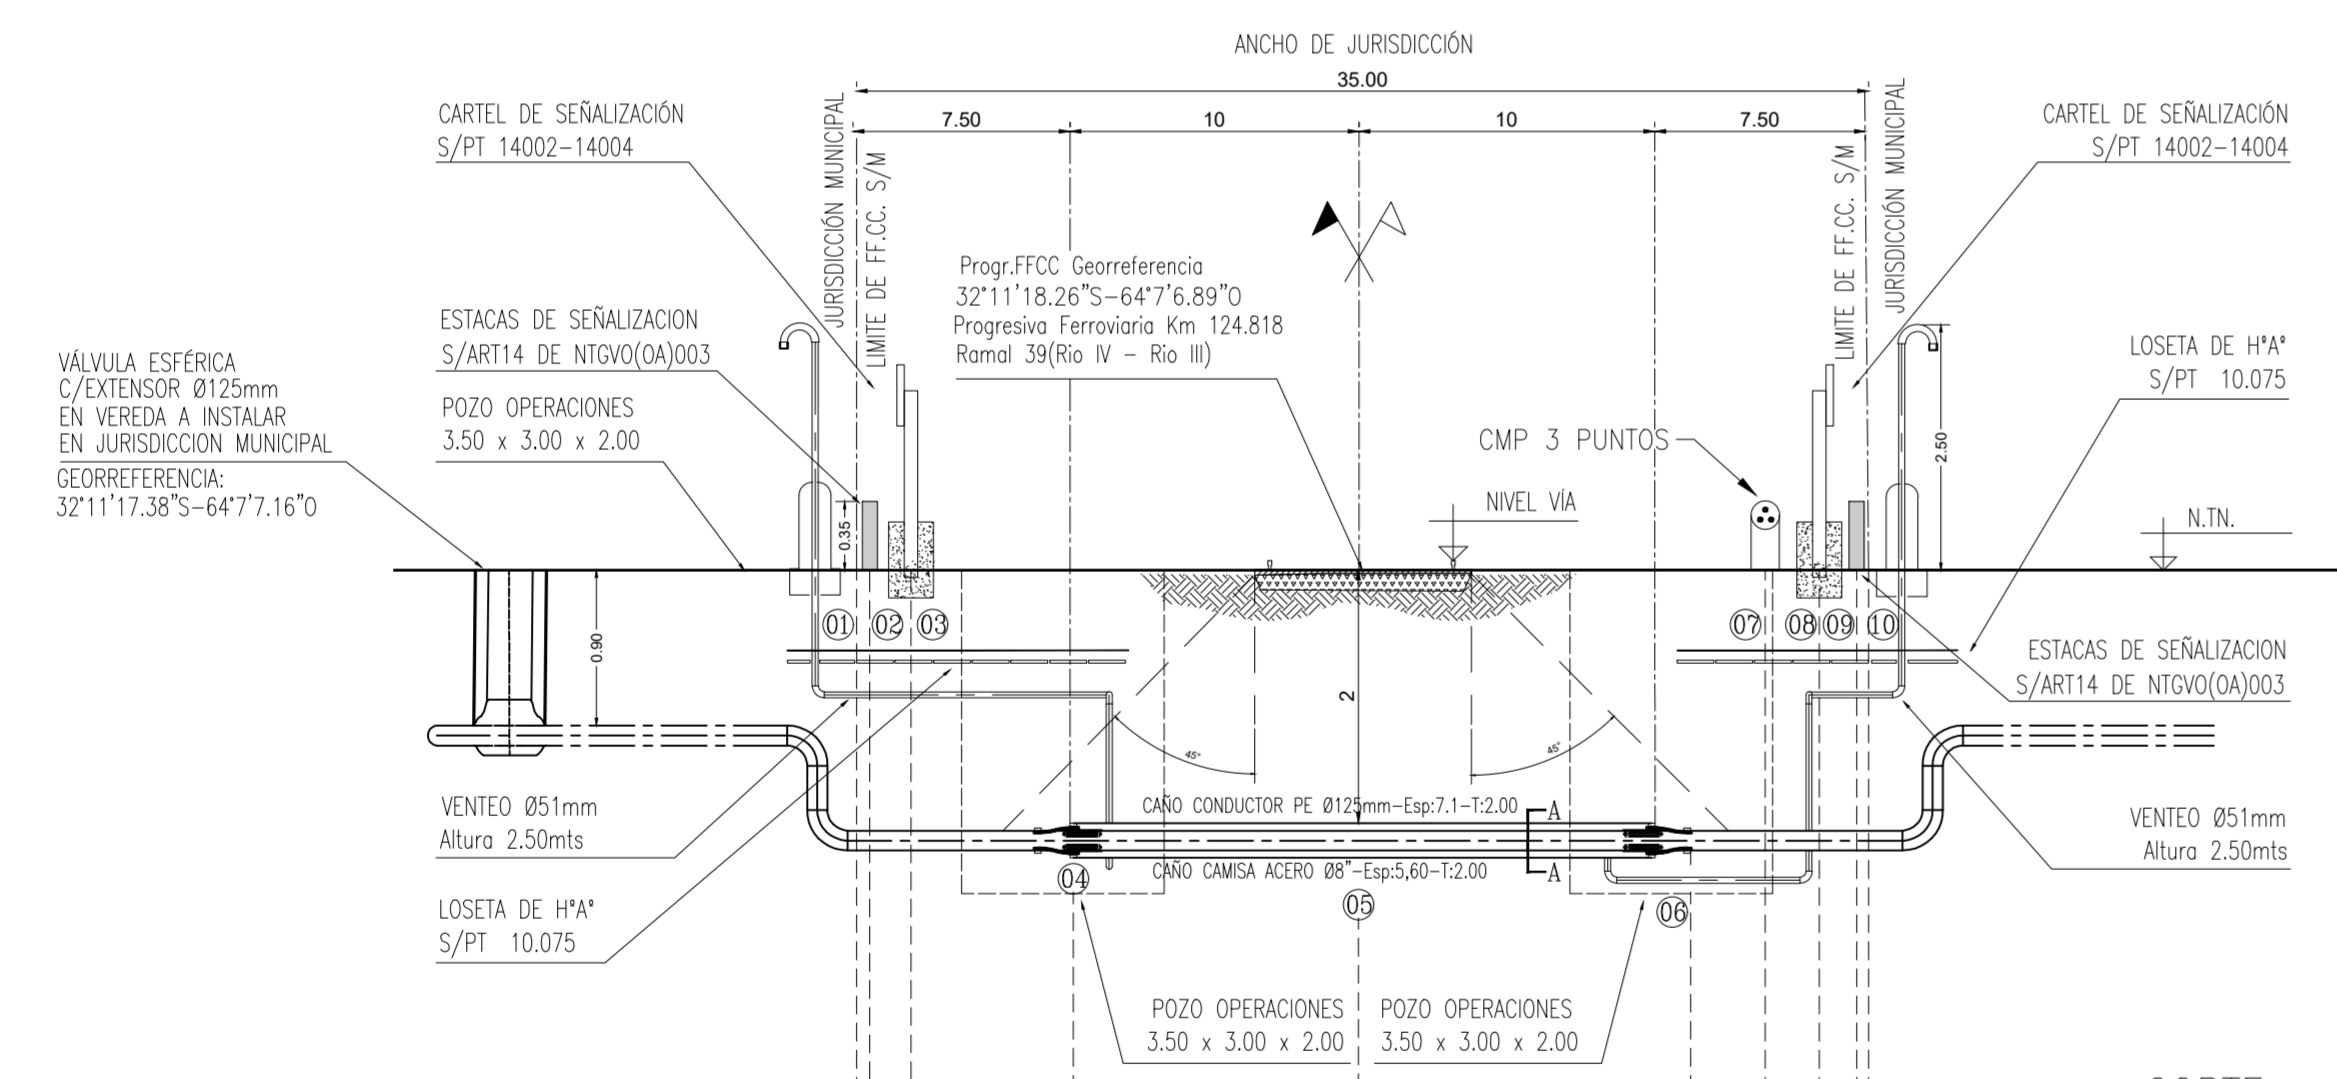 ANCHO DE JURISDICCIÓN
35.00
7.50
10
10
7.50
CARTEL DE SEÑALIZACIÓN
S/PT 14002-14004
JURISDICCIÓN MUNICIPAL
LIMITE DE FF.CC. S/M
LIMITE DE FF.CC. S/M
JURISDICCIÓN MUNICIPAL
CARTEL DE SEÑALIZACIÓN
S/PT 14002-14004
Progr.FFCC Georreferencia
32°11'18.26"S-64°7'6.89"O
Progresiva Ferroviaria Km 124.818
Ramal 39(Rio IV - Rio III)
ESTACAS DE SEÑALIZACION
S/ART14 DE NTGVO(OA)003
POZO OPERACIONES
3.50 x 3.00 x 2.00
VÁLVULA ESFÉRICA
C/EXTENSOR Ø125mm
EN VEREDA A INSTALAR
EN JURISDICCION MUNICIPAL
GEORREFERENCIA:
32°11'17.38"S-64°7'7.16"O
LOSETA DE H°A°
S/PT 10.075
CMP 3 PUNTOS
2.50
NIVEL VÍA
N.TN.
0.35
0.90
01
02
03
07
08
09
10
ESTACAS DE SEÑALIZACION
S/ART14 DE NTGVO(OA)003
2
45°
45°
CAÑO CONDUCTOR PE Ø125mm-Esp:7.1-T:2.00
A
VENTEO Ø51mm
Altura 2.50mts
VENTEO Ø51mm
Altura 2.50mts
CAÑO CAMISA ACERO Ø8"-Esp:5,60-T:2.00
A
04
05
06
LOSETA DE H°A°
S/PT 10.075
POZO OPERACIONES
3.50 x 3.00 x 2.00
POZO OPERACIONES
3.50 x 3.00 x 2.00